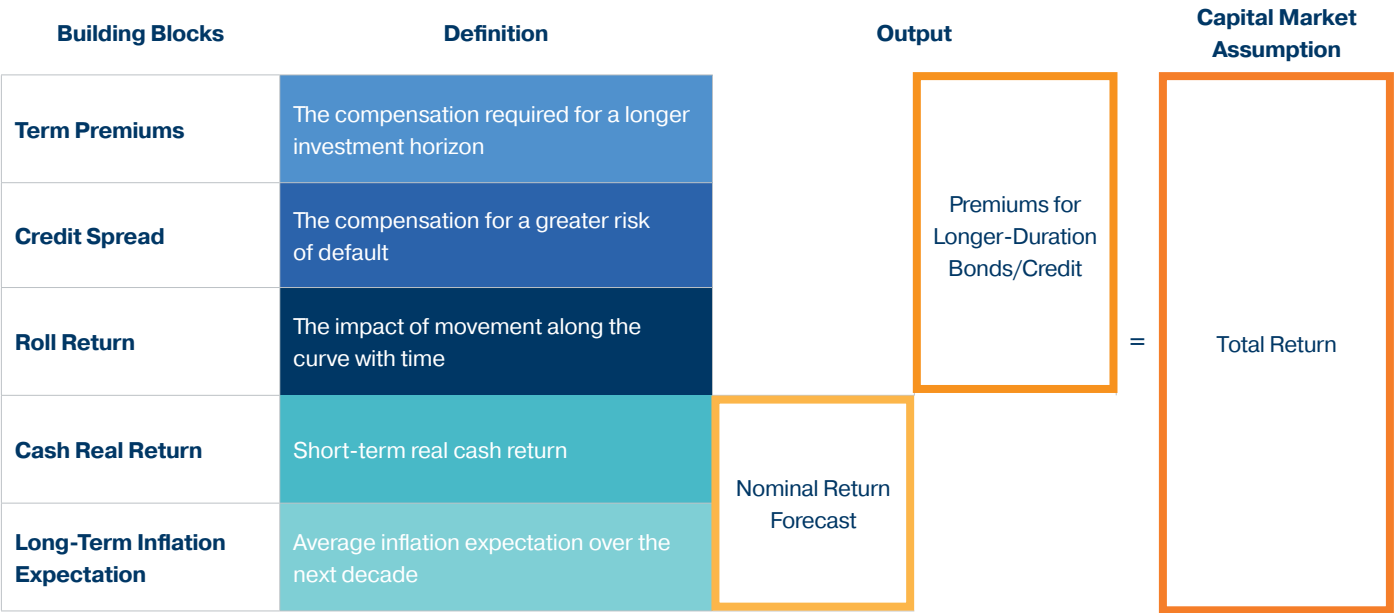 Building Blocks
Definition
Output
Capital Market
Assumption
Term Premiums
The compensation required for a longer
investment horizon
Credit Spread
The compensation for a greater risk
of default
Roll Return
The impact of movement along the
curve with time
Cash Real Return
Short-term real cash return
Long-Term Inflation
Expectation
Average inflation expectation over the
next decade
Nominal Return
Forecast
Premiums for
Longer-Duration
Bonds/Credit
=
Total Return